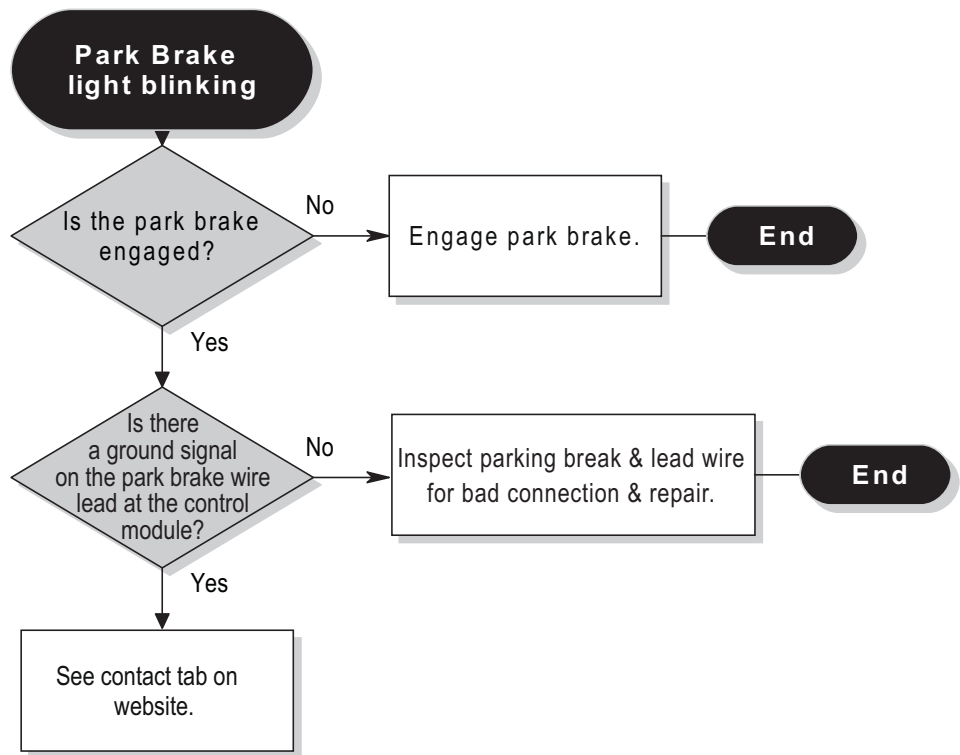 Park Brake
light blinking
Is the park brake
engaged?
No
Engage park brake.
End
Yes
Is there
a ground signal
on the park brake wire
lead at the control
module?
No
Inspect parking break & lead wire
for bad connection & repair.
End
Yes
See contact tab on
website.